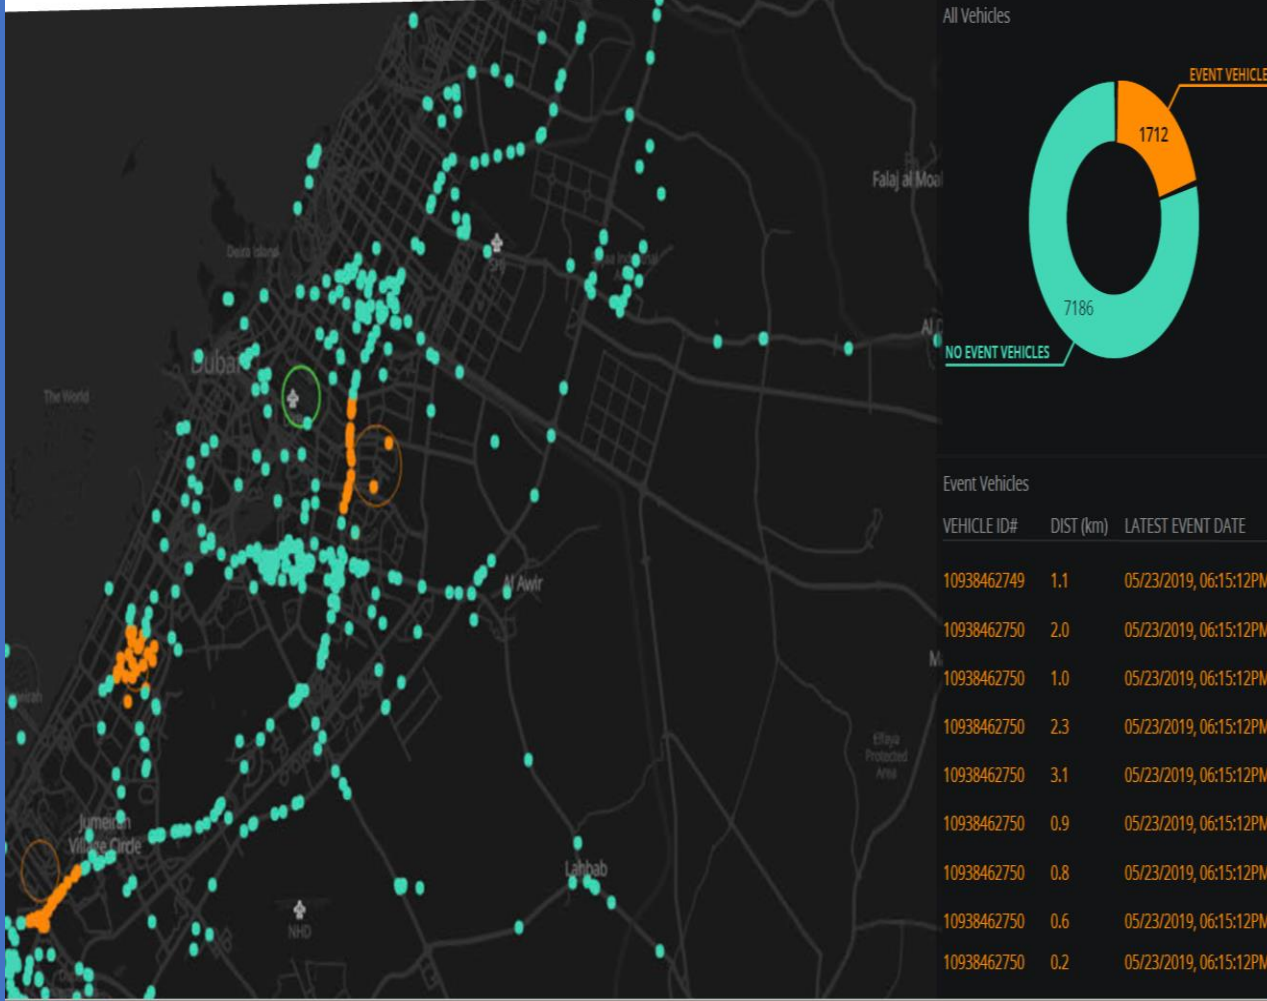 All Vehicles
EVENT VEHICLE
1712
7186
NO EVENT VEHICLES
Falaj al Moal
Deira Island
SHJ
Dubai
The World
Al Awir
Elfaya
Protected
Area
Jumeirah
Village Circle
Lahbab
NHD
Event Vehicles
VEHICLE ID# DIST (km) LATEST EVENT DATE
10938462749 1.1 05/23/2019, 06:15:12PM
10938462750 2.0 05/23/2019, 06:15:12PM
10938462750 1.0 05/23/2019, 06:15:12PM
10938462750 2.3 05/23/2019, 06:15:12PM
10938462750 3.1 05/23/2019, 06:15:12PM
10938462750 0.9 05/23/2019, 06:15:12PM
10938462750 0.8 05/23/2019, 06:15:12PM
10938462750 0.6 05/23/2019, 06:15:12PM
10938462750 0.2 05/23/2019, 06:15:12PM